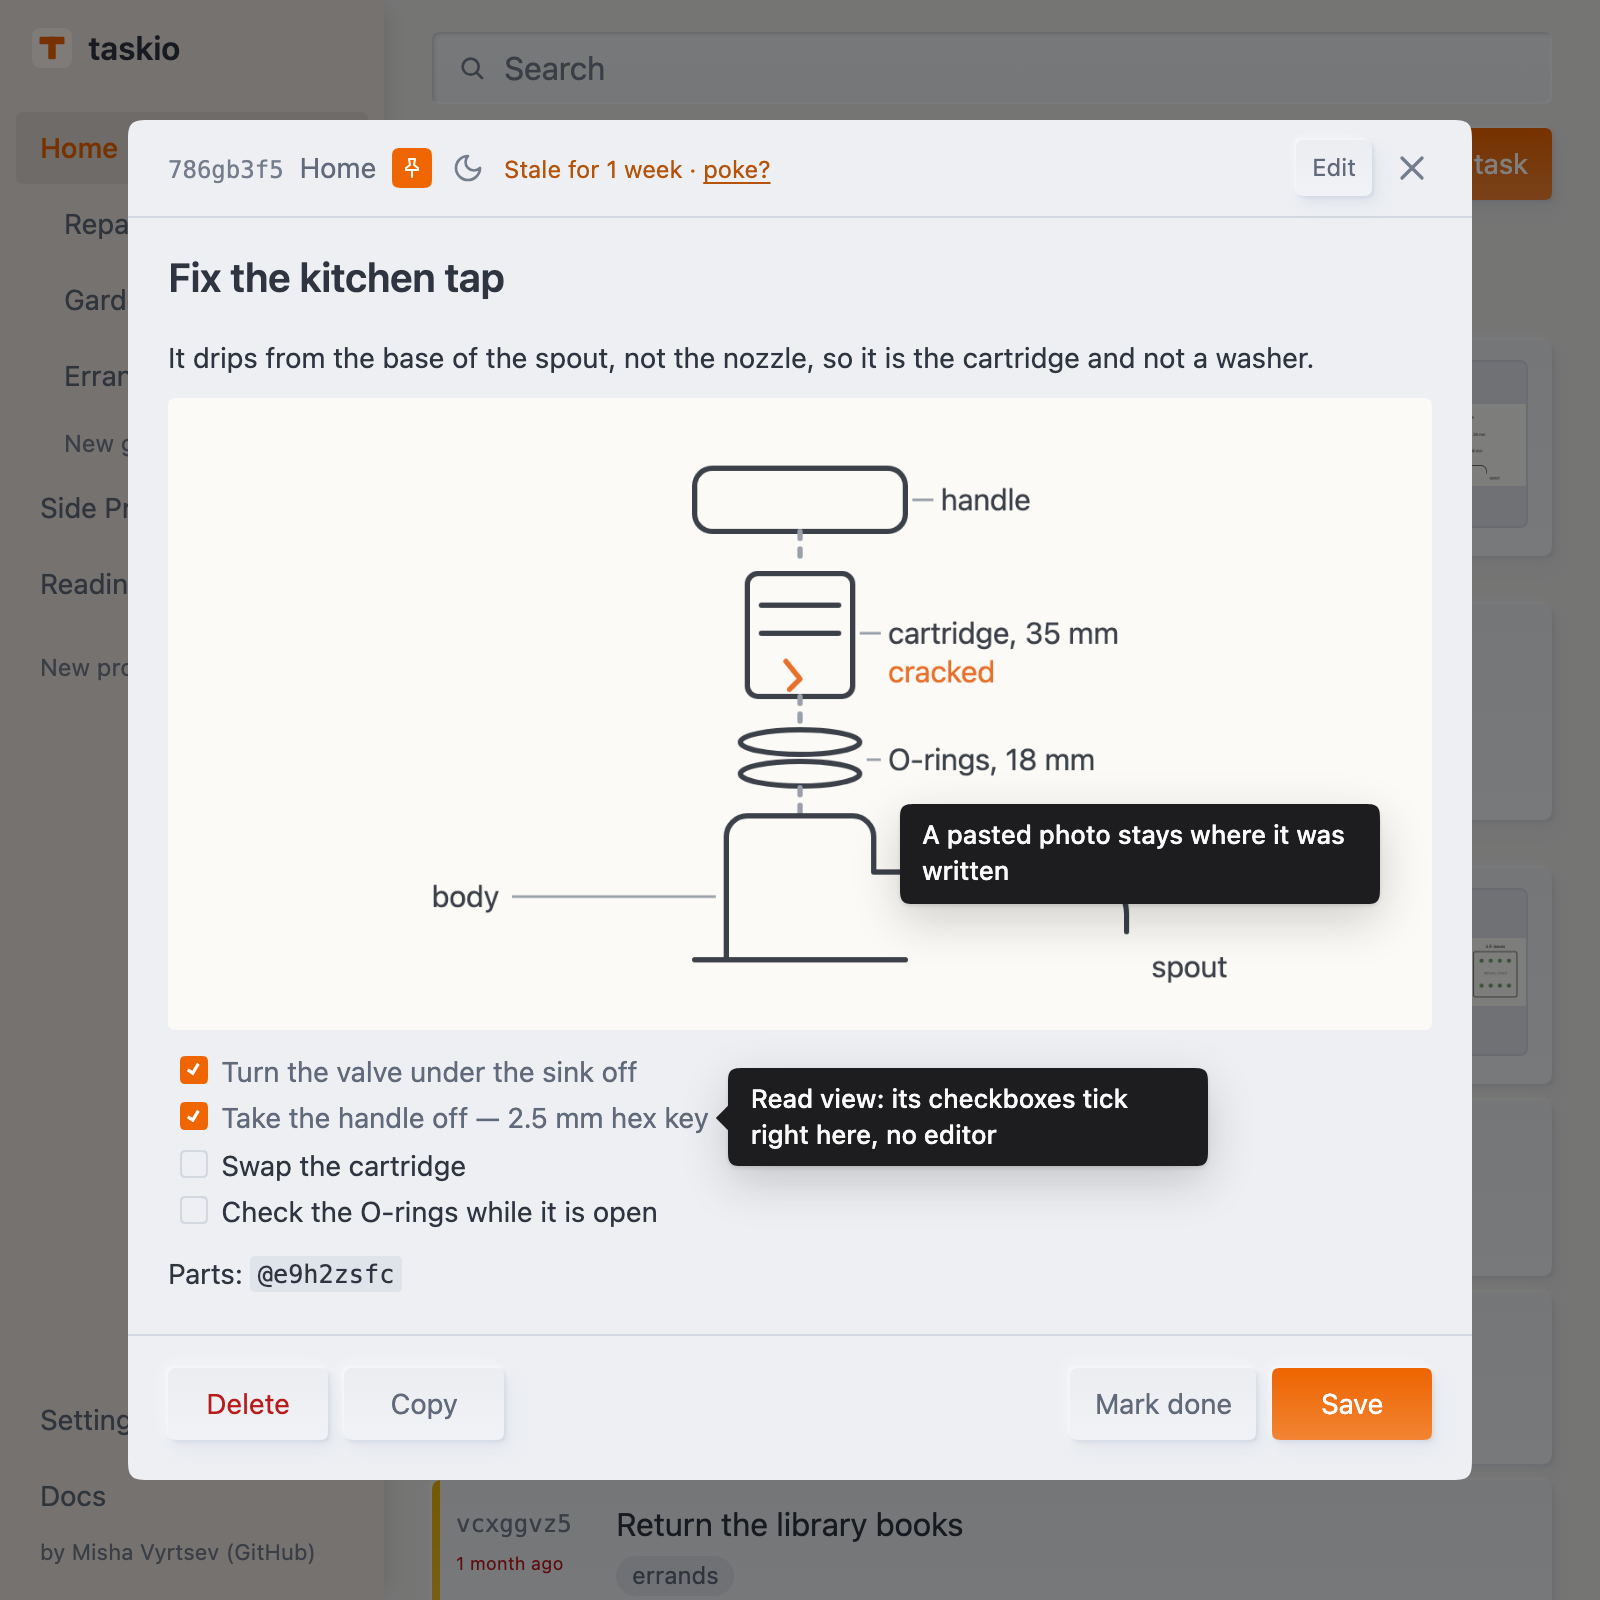 taskio
Search
Home
task
786gb3f5 Home Stale for 1 week · poke? Edit
Repa
Fix the kitchen tap
Gard
It drips from the base of the spout, not the nozzle, so it is the cartridge and not a washer.
Erran
New g
handle
Side Pr
Readin
cartridge, 35 mm
cracked
New pro
O-rings, 18 mm
A pasted photo stays where it was
written
body
spout
Turn the valve under the sink off
Take the handle off — 2.5 mm hex key
Read view: its checkboxes tick
right here, no editor
Swap the cartridge
Check the O-rings while it is open
Parts: @e9h2zsfc
Delete Copy Mark done Save
Setting
Docs
by Misha Vyrtsev (GitHub)
vcxggvz5 Return the library books
1 month ago errands